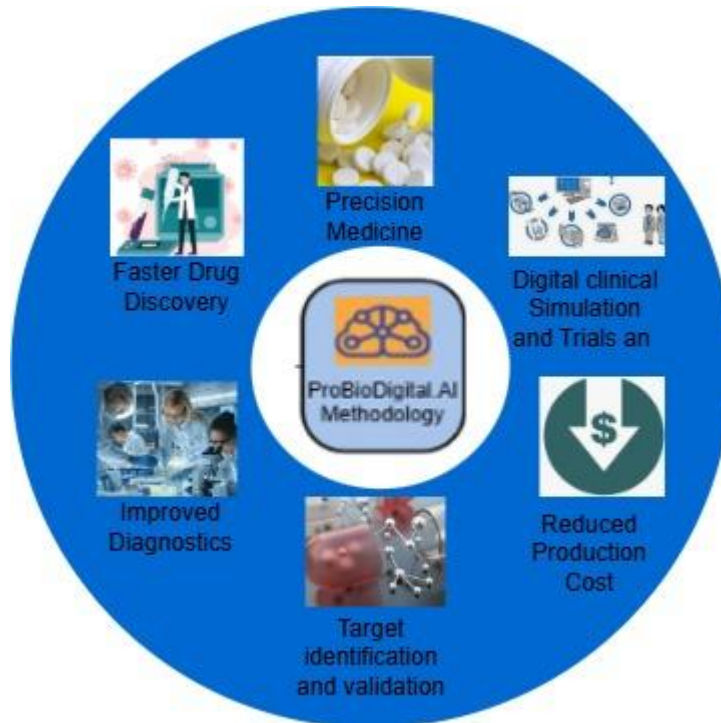 Precision
Medicine
Faster Drug
Discovery
Digital clinical
Simulation
and Trials an
ProBioDigital.AI
Methodology
Improved
Diagnostics
$
Reduced
Production
Cost
Target
identification
and validation